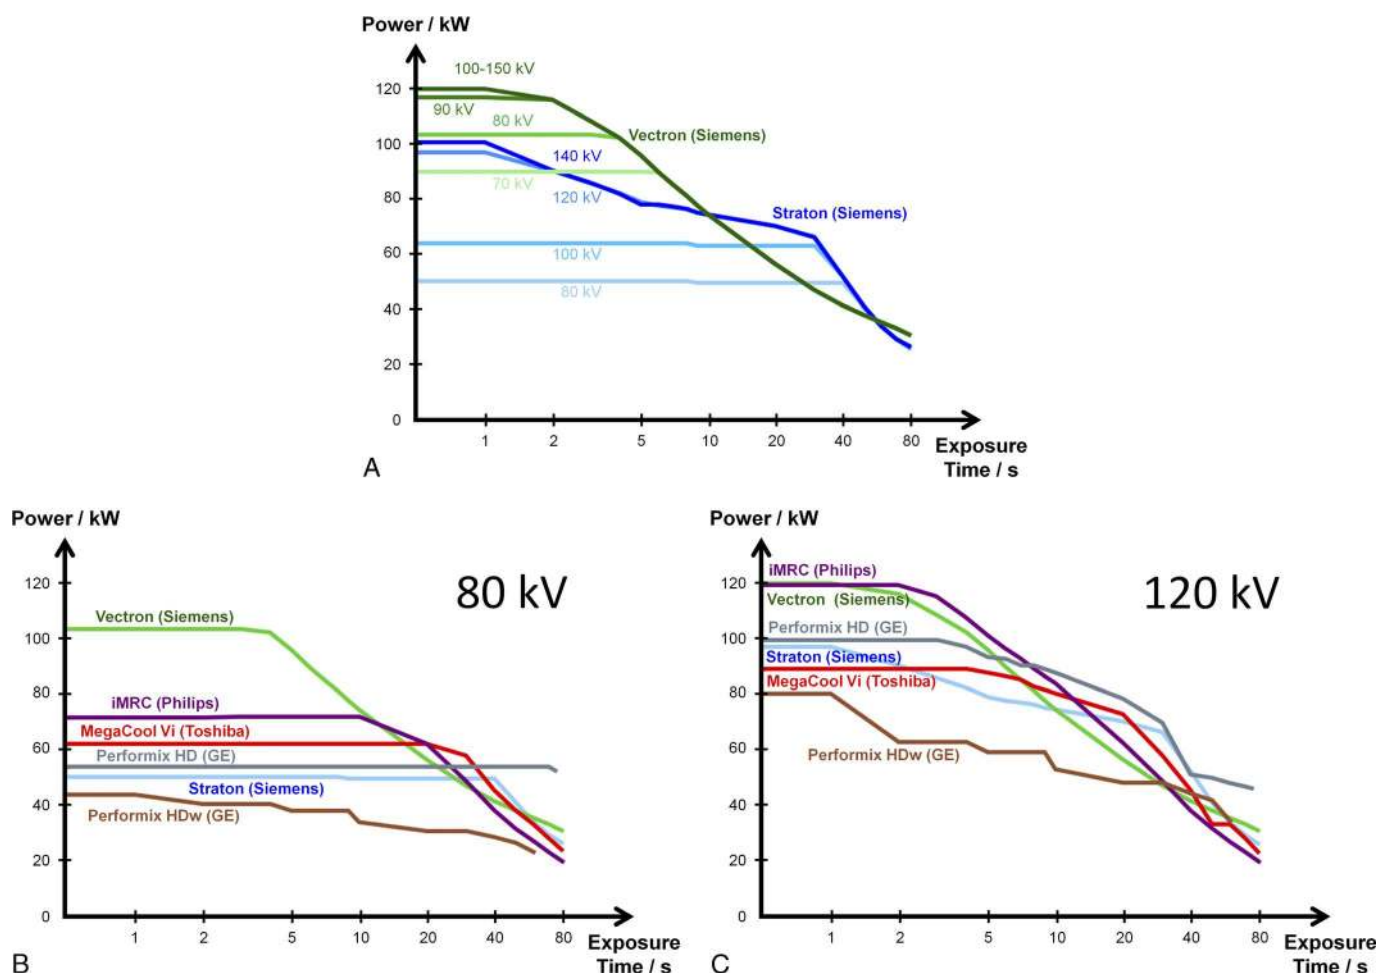 Power / kW
100-150 kV
120
90 kV
80 kV
Vectron (Siemens)
100
140 kV
70 kV
80
120 kV
Straton (Siemens)
60
100 kV
80 kV
40
20
0
1 2 5 10 20 40 80
Exposure
Time / s
A
Power / kW
80 kV
120
Vectron (Siemens)
100
80
iMRC (Philips)
MegaCool Vi (Toshiba)
60
Performix HD (GE)
Straton (Siemens)
40
Performix HDw (GE)
20
0
1 2 5 10 20 40 80
Exposure
Time / s
B
Power / kW
iMRC (Philips)
120 kV
120
Vectron (Siemens)
Performix HD (GE)
100
Straton (Siemens)
MegaCool Vi (Toshiba)
80
60
Performix HDw (GE)
40
20
0
1 2 5 10 20 40 80
Exposure
Time / s
C